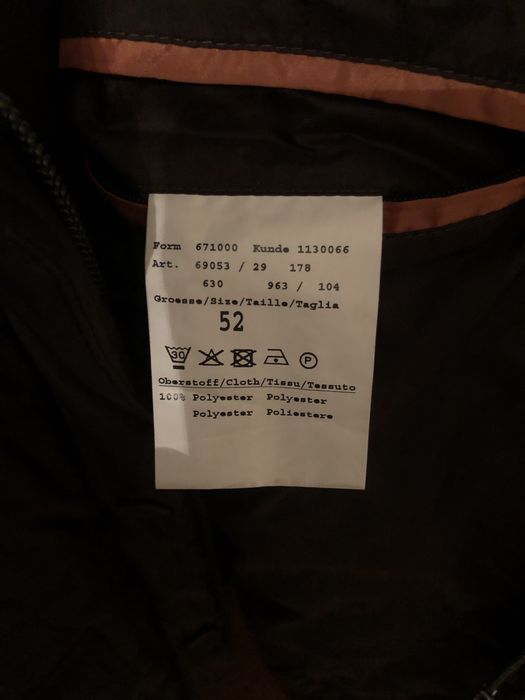 Form 671000 Kunde 1130066
Art. 69053 / 29 178
630 963 / 104
Groesse/Size/Taille/Taglia
52
30 P
Oberstoff/Cloth/Tissu/Tessuto
100% Polyester Polyester
Polyester Poliestere